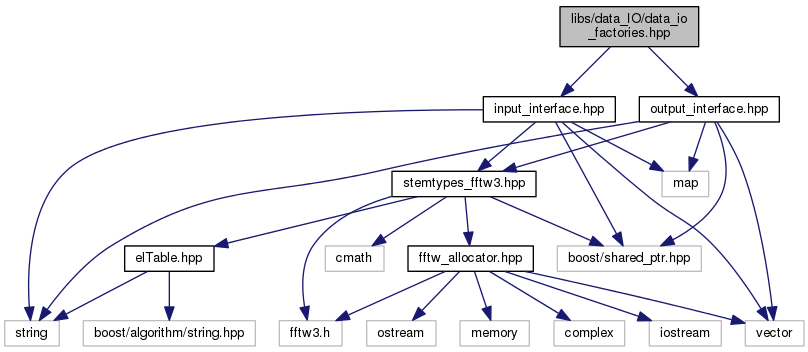 libs/data_IO/data_io
_factories.hpp
input_interface.hpp
output_interface.hpp
stemtypes_fftw3.hpp
map
elTable.hpp
cmath
fftw_allocator.hpp
boost/shared_ptr.hpp
string
boost/algorithm/string.hpp
fftw3.h
ostream
memory
complex
iostream
vector